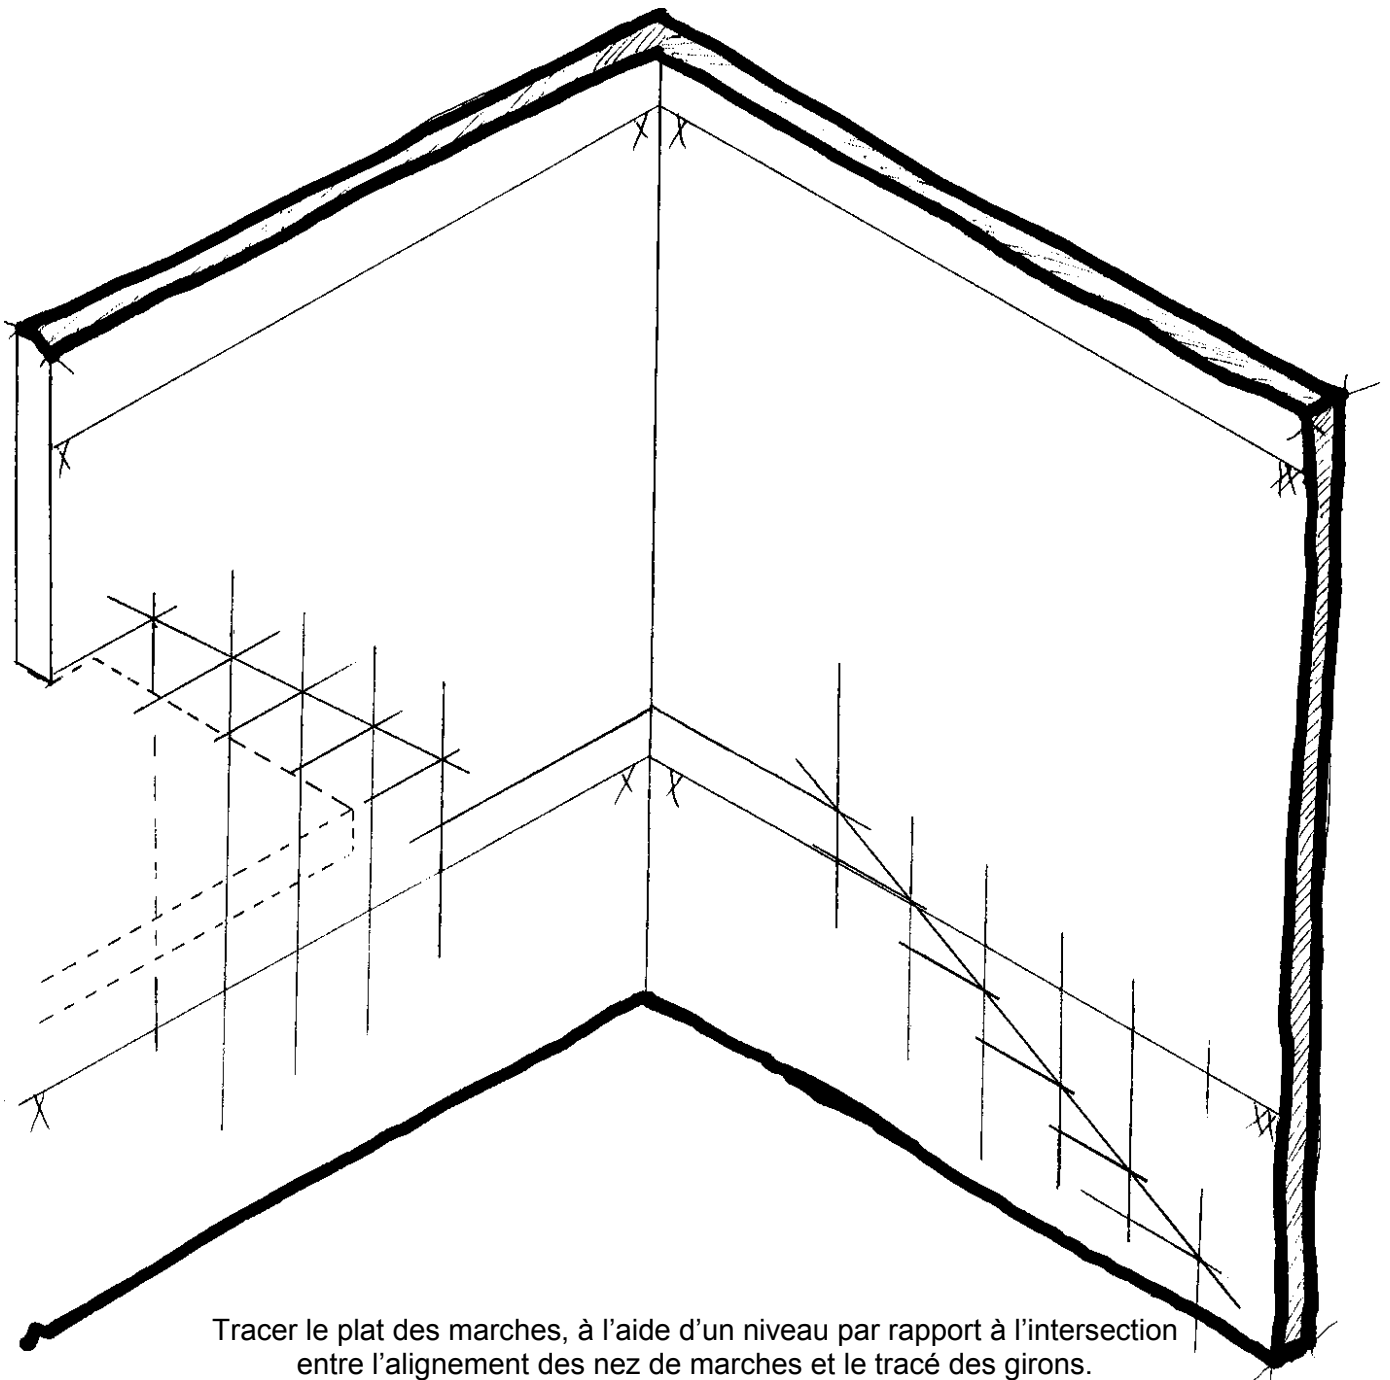 Tracer le plat des marches, à l’aide d’un niveau par rapport à l’intersection
entre l’alignement des nez de marches et le tracé des girons.